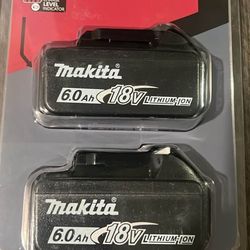 LEVEL
INDICATOR
makita
6.0Ah 18V LITHIUM-ION
makita
6.0Ah 18V LITHIUM-ION